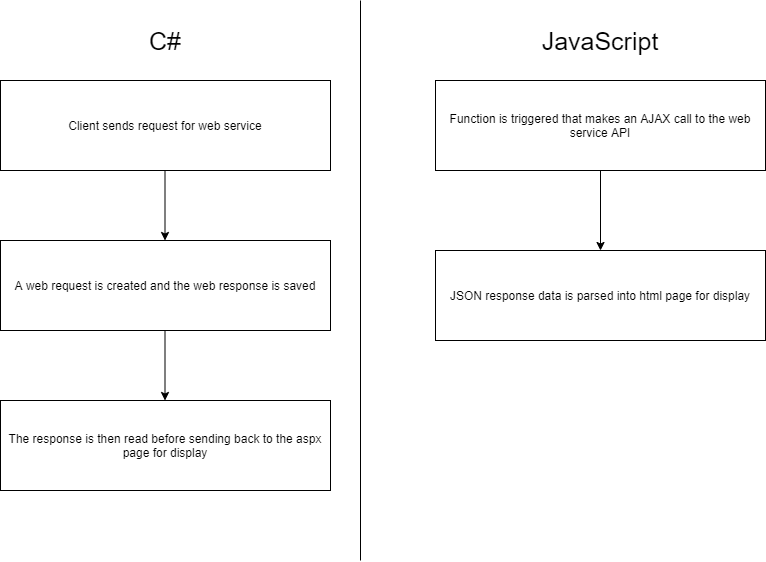 C#
Client sends request for web service
A web request is created and the web response is saved
The response is then read before sending back to the aspx
page for display
JavaScript
Function is triggered that makes an AJAX call to the web
service API
JSON response data is parsed into html page for display